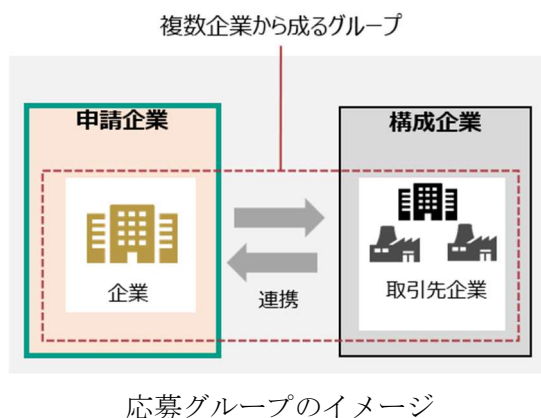 複数企業から成るグループ
申請企業
構成企業
企業
連携
取引先企業
応募グループのイメージ